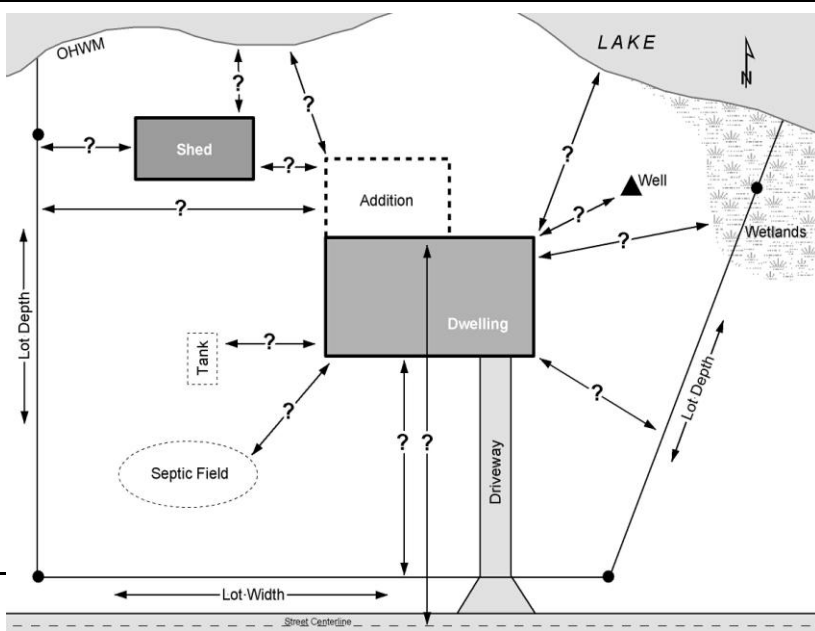 LAKE
OHWM
N
?
?
?
Shed
?
?
?
Well
?
Addition
?
Wetlands
?
Lot Depth
Dwelling
?
Tank
?
Lot Depth
?
?
?
Septic Field
Driveway
Lot Width
Street Centerline